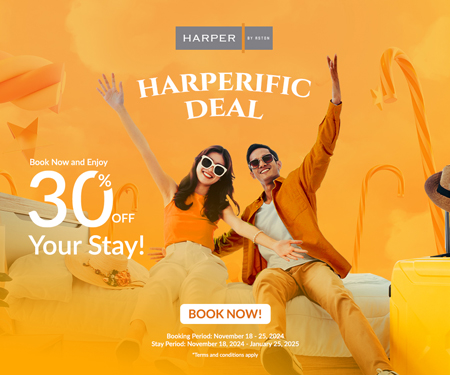 HARPER BY ASTON
HARPERIFIC
DEAL
Book Now and Enjoy
30% OFF
Your Stay!
BOOK NOW!
Booking Period: November 18 - 25, 2024
Stay Period: November 18, 2024 - January 25, 2025
*Terms and conditions apply